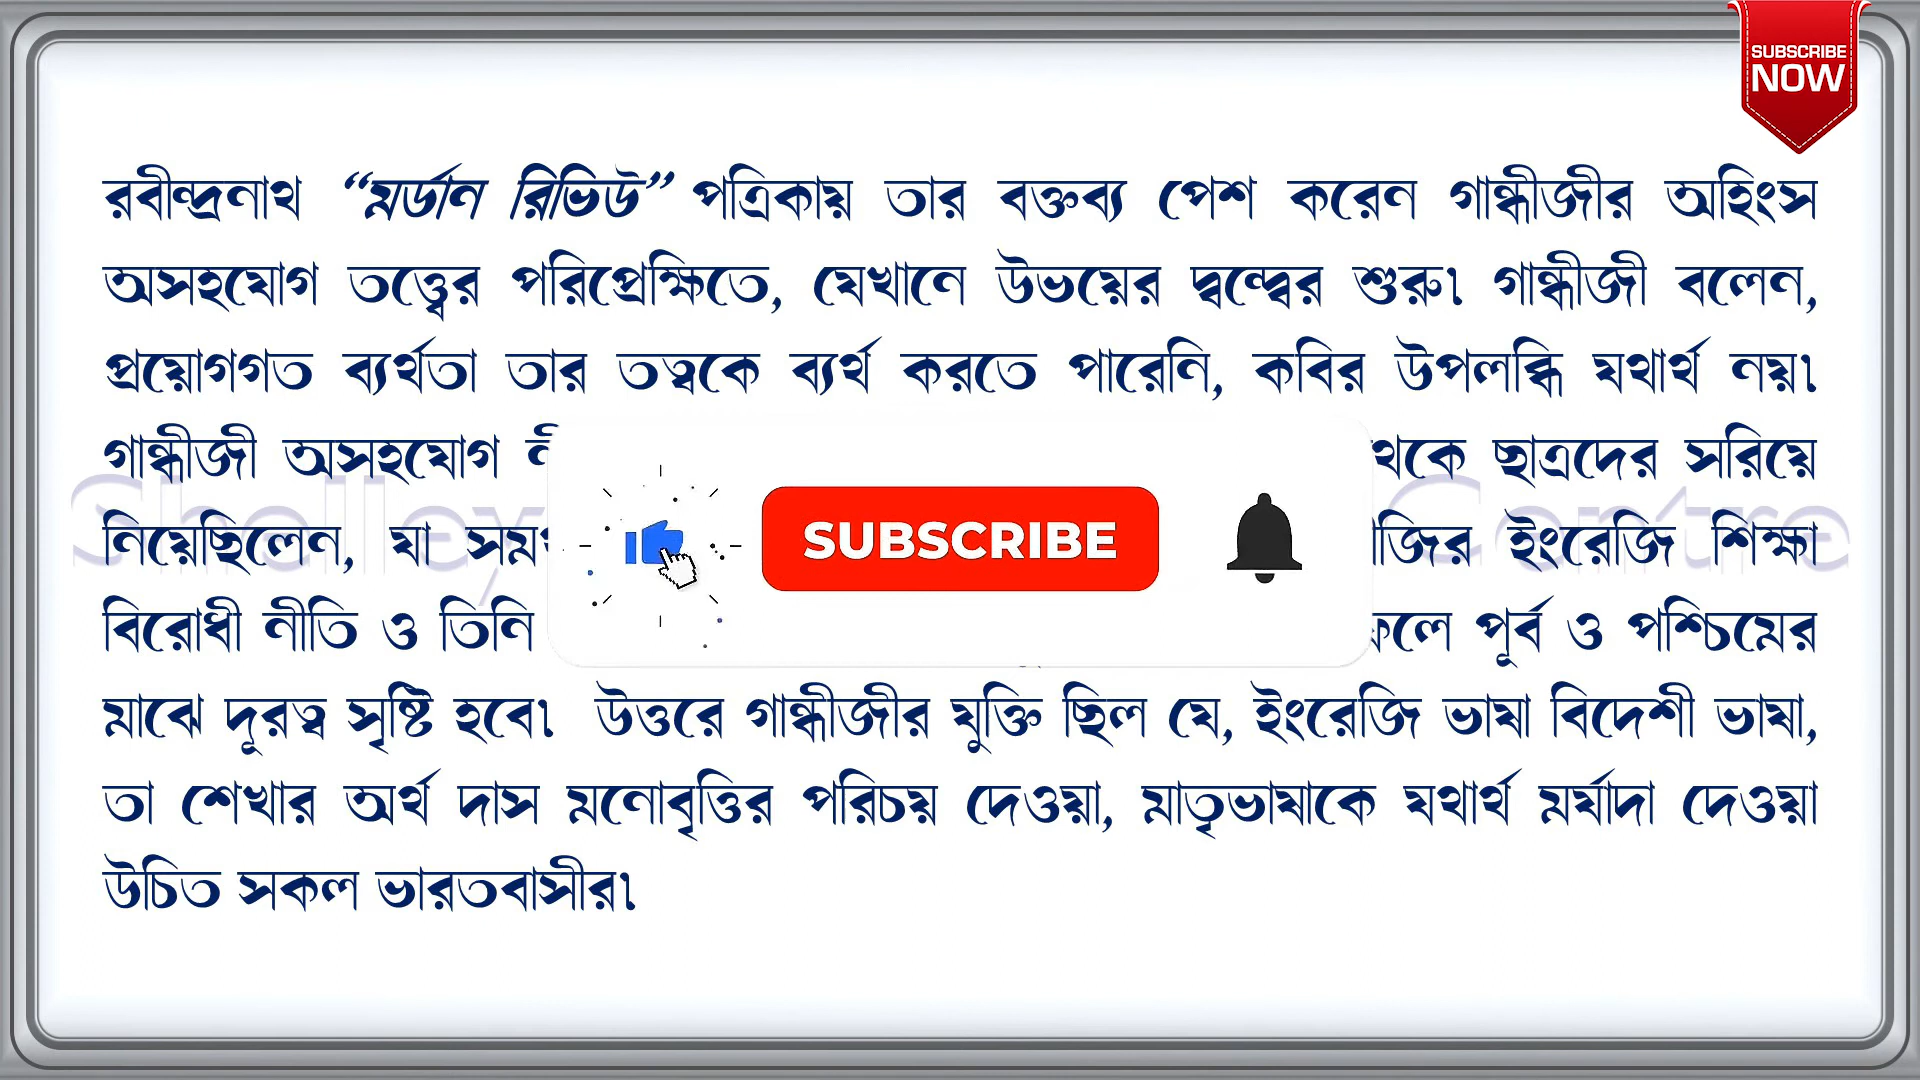 SUBSCRIBE
NOW
রবীন্দ্রনাথ “মর্ডান রিভিউ” পত্রিকায় তার বক্তব্য পেশ করেন গান্ধীজীর অহিংস
অসহযোগ তত্ত্বের পরিপ্রেক্ষিতে, যেখানে উভয়ের দ্বন্দ্বের শুরু। গান্ধীজী বলেন,
প্রয়োগগত ব্যর্থতা তার তত্বকে ব্যর্থ করতে পারেনি, কবির উপলব্ধি যথার্থ নয়।
গান্ধীজী অসহযোগ ছাত্রদের সরিয়ে
নিয়েছিলেন, যা ইংরেজি শিক্ষা
বিরোধী নীতি ও তিনি পূর্ব ও পশ্চিমের
SUBSCRIBE
মাঝে দূরত্ব সৃষ্টি হবে। উত্তরে গান্ধীজীর যুক্তি ছিল যে, ইংরেজি ভাষা বিদেশী ভাষা,
তা শেখার অর্থ দাস মনোবৃত্তির পরিচয় দেওয়া, মাতৃভাষাকে যথার্থ মর্যাদা দেওয়া
উচিত সকল ভারতবাসীর।